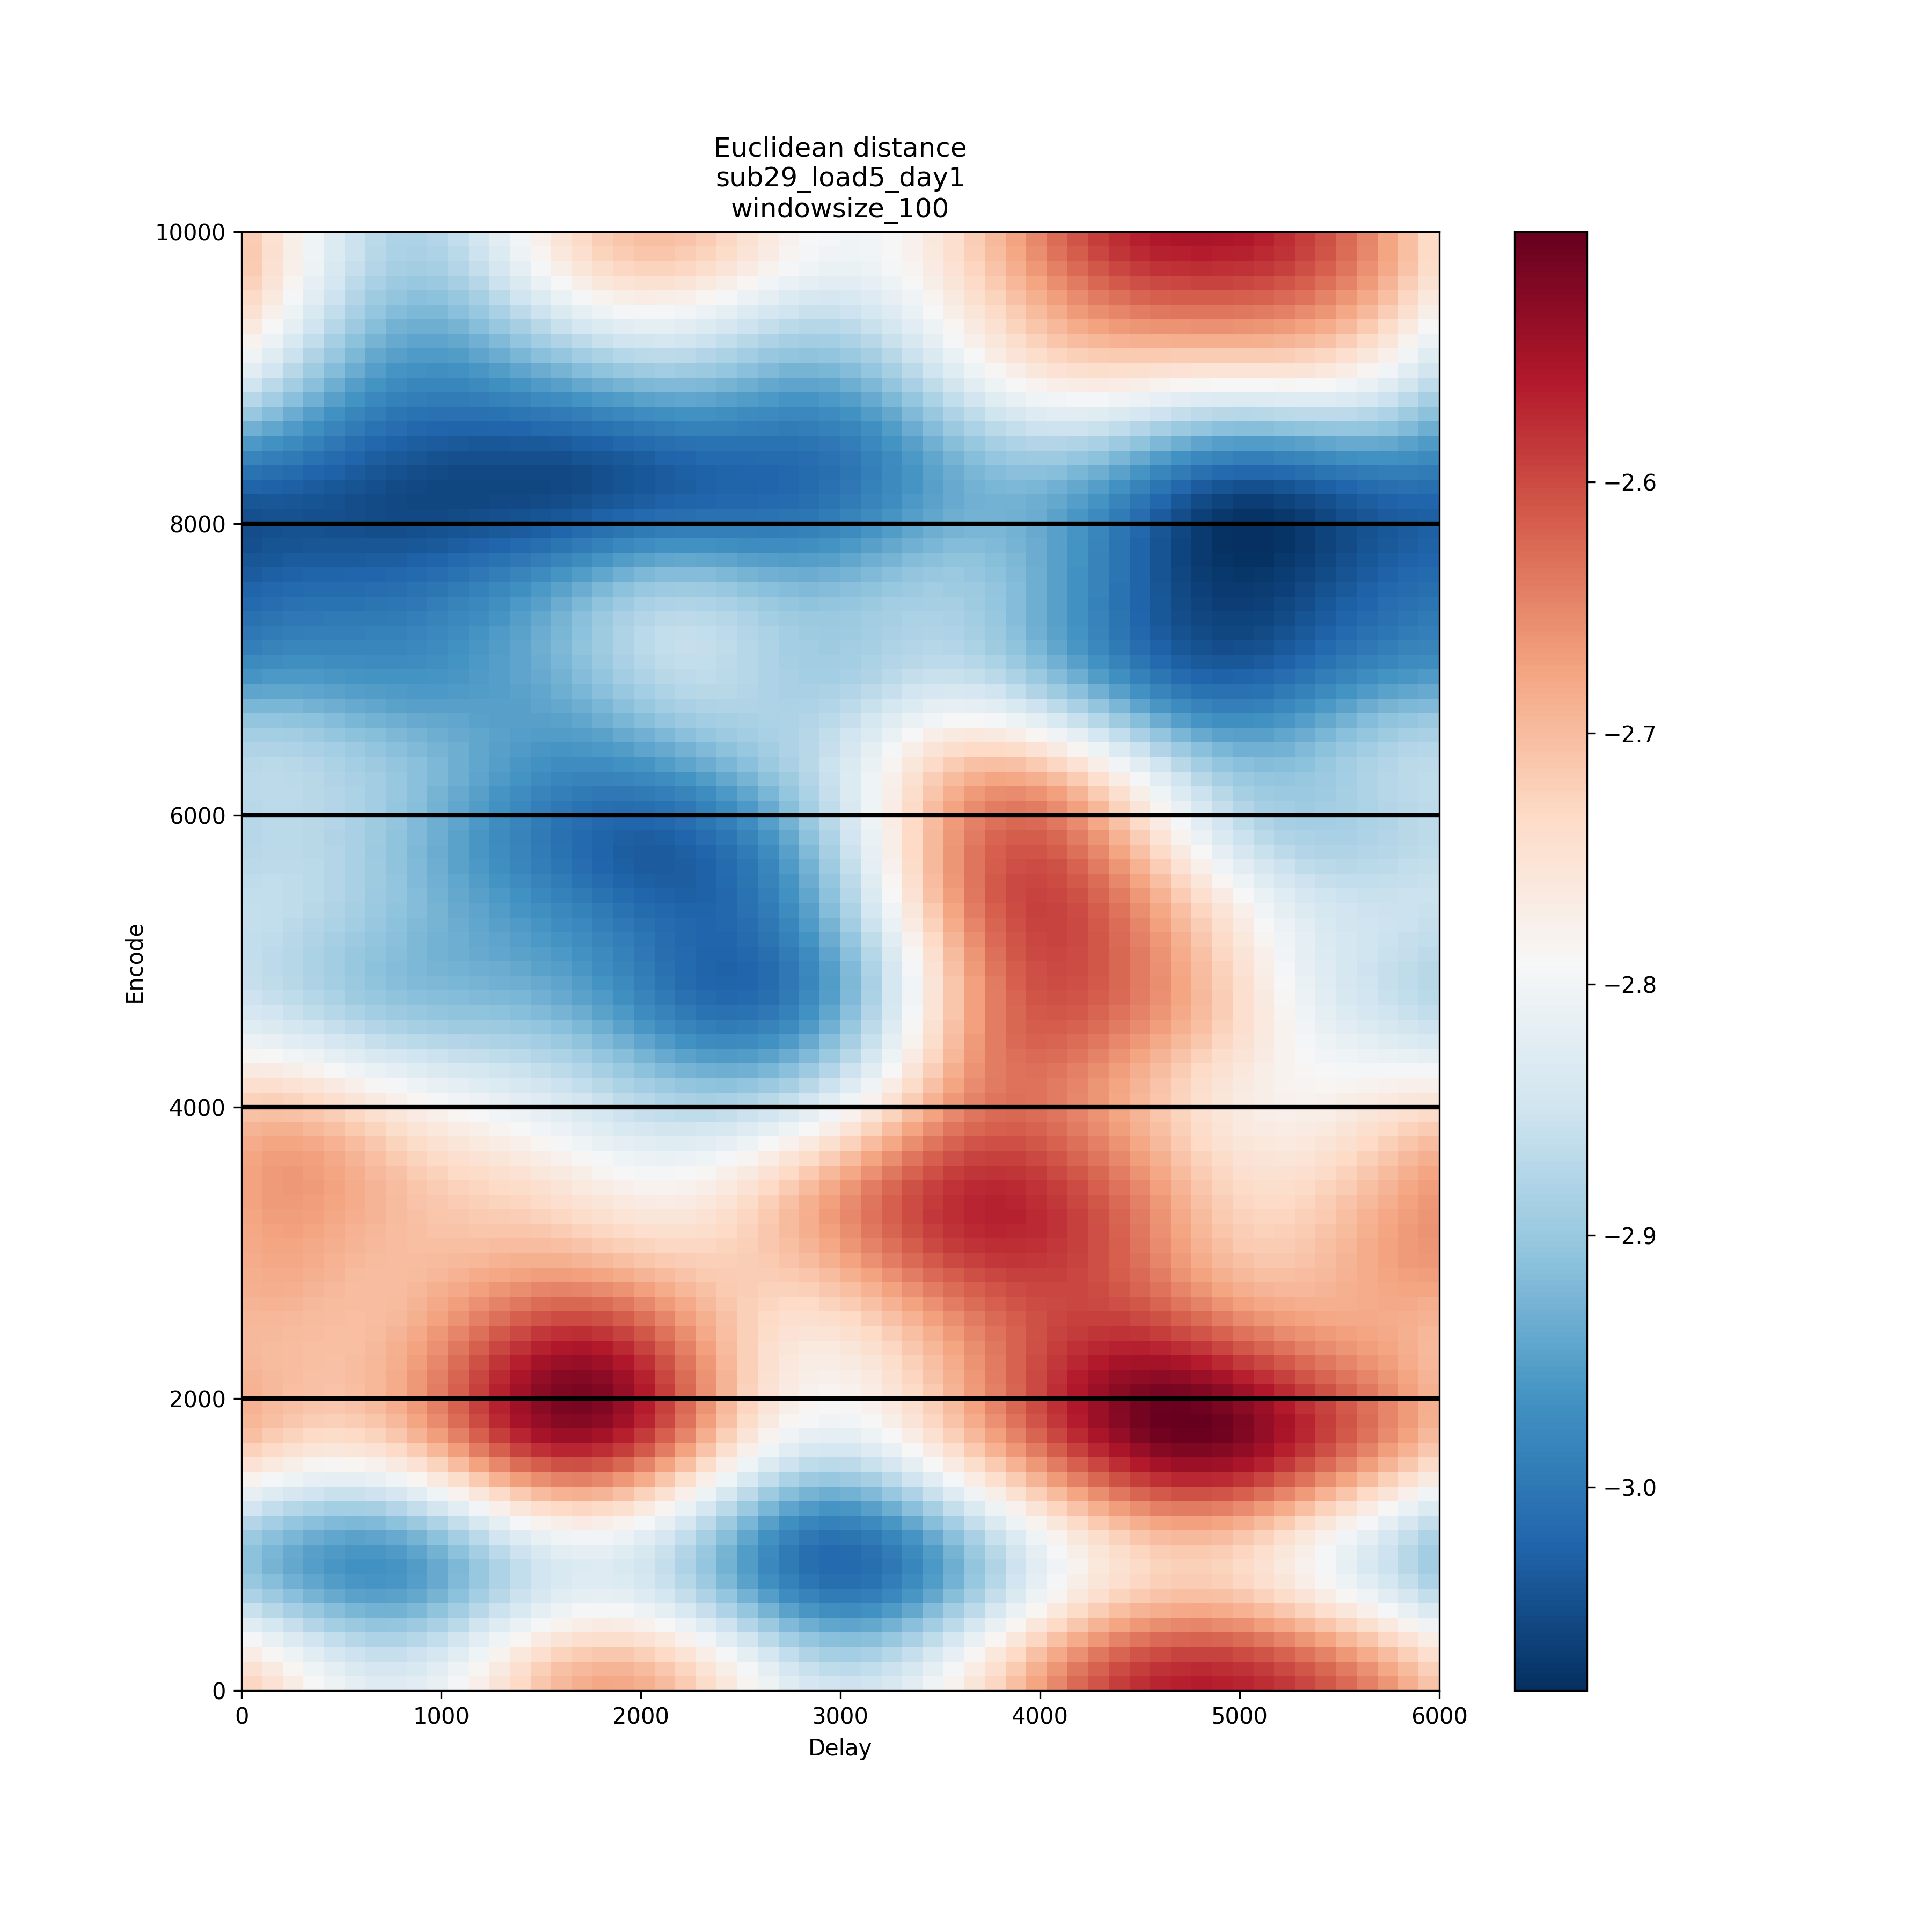 Euclidean distance
sub29_load5_day1
windowsize_100
10000
8000
6000
4000
2000
0
Encode
0 1000 2000 3000 4000 5000 6000
Delay
−2.6
−2.7
−2.8
−2.9
−3.0